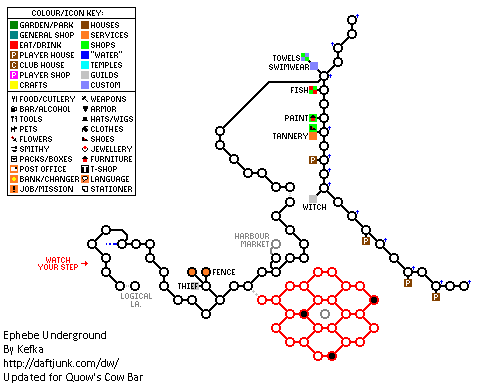 COLOUR/ICON KEY:
GARDEN/PARK HOUSES
GENERAL SHOP SERVICES
EAT/DRINK SHOPS
P PLAYER HOUSE "WATER"
C CLUB HOUSE TEMPLES
P PLAYER SHOP GUILDS
CRAFTS CUSTOM
FOOD/CUTLERY WEAPONS
BAR/ALCOHOL ARMOR
TOOLS HATS/WIGS
PETS CLOTHES
FLOWERS SHOES
SMITHY JEWELLERY
PACKS/BOXES FURNITURE
POST OFFICE T T-SHOP
BANK/CHANGER LANGUAGE
JOB/MISSION STATIONER
TOWELS
SWIMWEAR
FISH
PAINT
TANNERY
P
WITCH
P
P
P
P
HARBOUR
MARKET
WATCH
YOUR STEP
FENCE
THIEF
LOGICAL
LA.
Ephebe Underground
By Kefka
http://daftjunk.com/dw/
Updated for Quow's Cow Bar